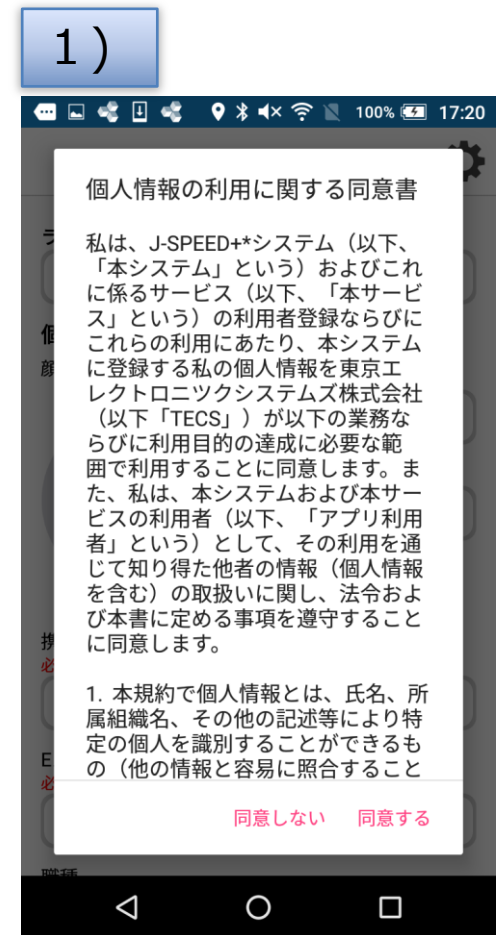 1)
100% 17:20
個人情報の利用に関する同意書
私は、J-SPEED+*システム（以下、
「本システム」という）およびこれ
に係るサービス（以下、「本サービ
ス」という）の利用者登録ならびに
これらの利用にあたり、本システム
に登録する私の個人情報を東京エ
レクトロニツクシステムズ株式会社
（以下「TECS」）が以下の業務な
らびに利用目的の達成に必要な範
囲で利用することに同意します。ま
た、私は、本システムおよび本サー
ビスの利用者（以下、「アプリ利用
者」という）として、その利用を通
じて知り得た他者の情報（個人情報
を含む）の取扱いに関し、法令およ
び本書に定める事項を遵守すること
に同意します。
1. 本規約で個人情報とは、氏名、所
属組織名、その他の記述等により特
定の個人を識別することができるも
の（他の情報と容易に照合すること
同意しない 同意する
職種